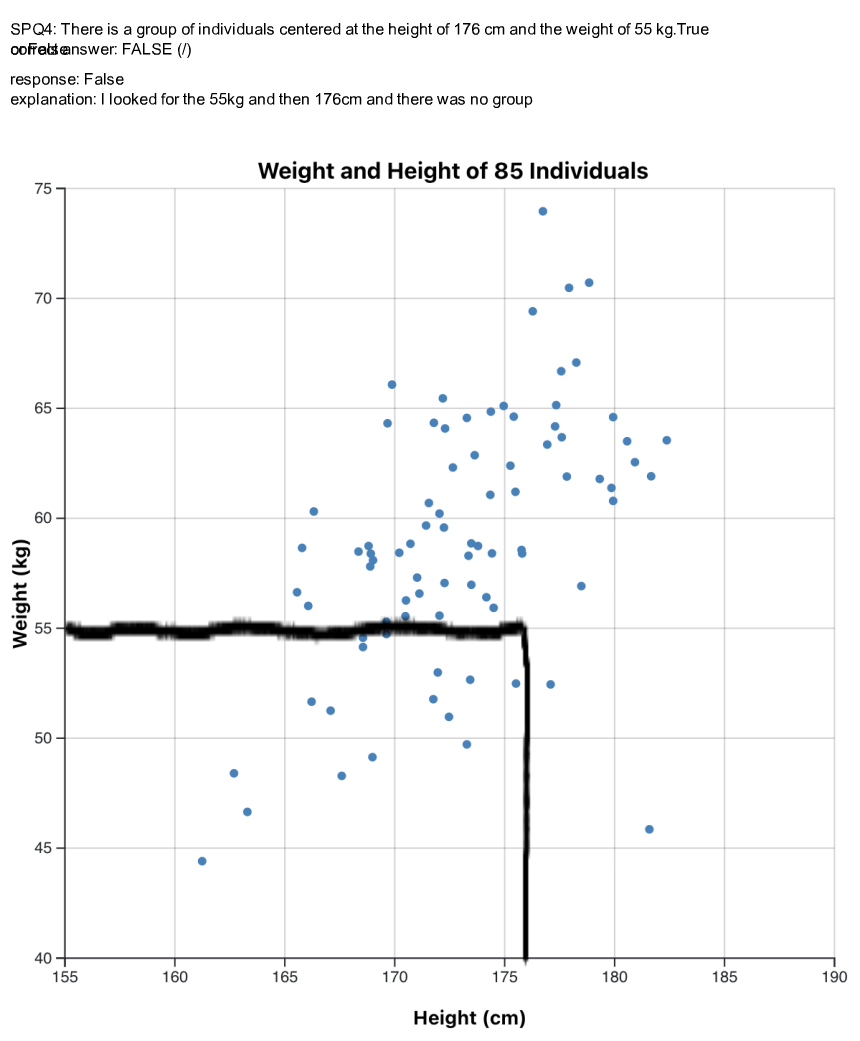 SPQ4: There is a group of individuals centered at the height of 176 cm and the weight of 55 kg.True
answer: FALSE (/)
response: False
explanation: I looked for the 55kg and then 176cm and there was no group
Weight and Height of 85 Individuals
75
70
65
60
55
50
45
40
Weight (kg)
155 160 165 170 175 180 185 190
Height (cm)